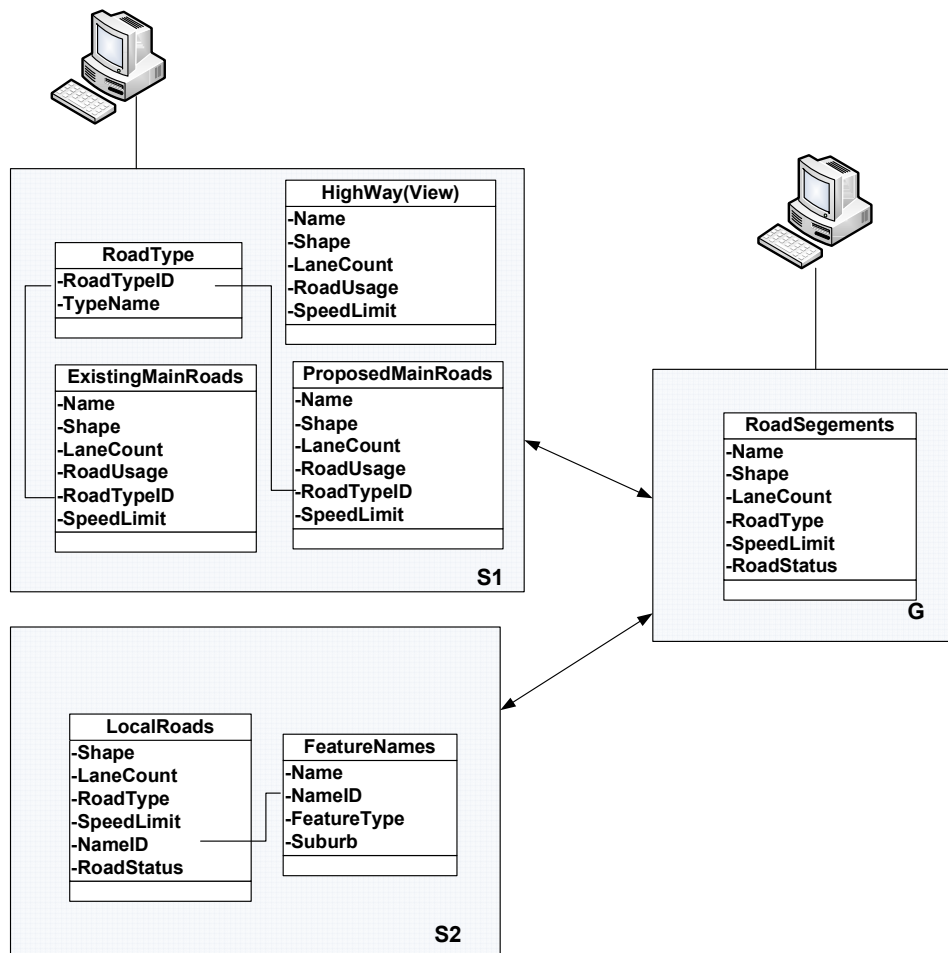 HighWay(View)
-Name
-Shape
-LaneCount
-RoadUsage
-SpeedLimit
RoadType
-RoadTypeID
-TypeName
ExistingMainRoads
-Name
-Shape
-LaneCount
-RoadUsage
-RoadTypeID
-SpeedLimit
ProposedMainRoads
-Name
-Shape
-LaneCount
-RoadUsage
-RoadTypeID
-SpeedLimit
S1
RoadSegements
-Name
-Shape
-LaneCount
-RoadType
-SpeedLimit
-RoadStatus
G
LocalRoads
-Shape
-LaneCount
-RoadType
-SpeedLimit
-NameID
-RoadStatus
FeatureNames
-Name
-NameID
-FeatureType
-Suburb
S2